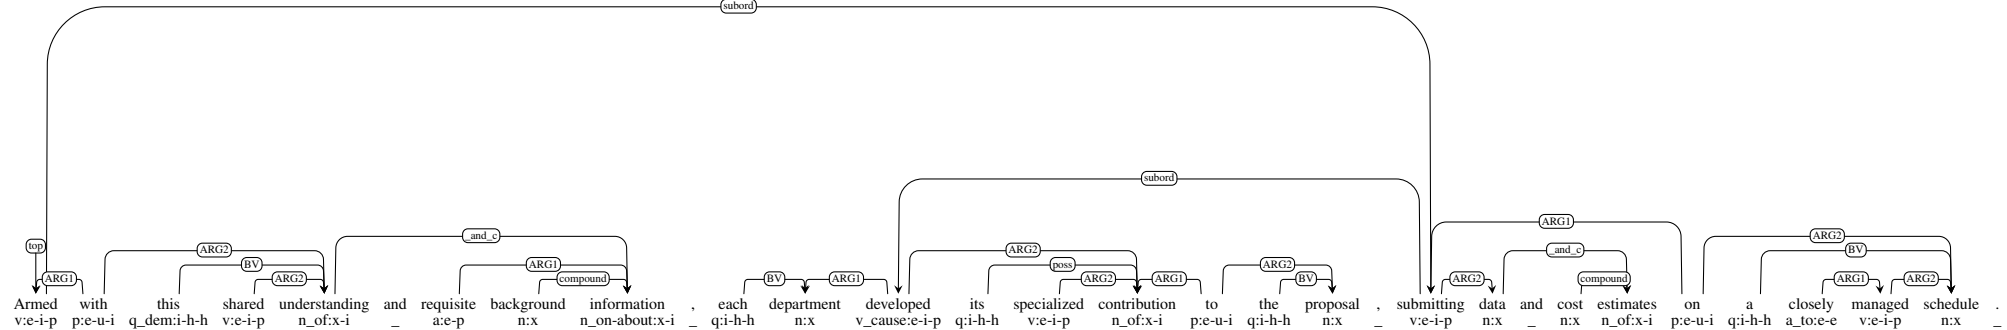 subord
subord
ARG1
_and_c
ARG2
top
ARG2
ARG2
_and_c
BV
ARG1
poss
ARG2
BV
ARG1
ARG2
compound
BV
ARG1
ARG2
ARG1
BV
ARG2
compound
ARG1
ARG2
Armed with this shared understanding and requisite background information , each department developed its specialized contribution to the proposal , submitting data and cost estimates on a closely managed schedule .
v:e-i-p p:e-u-i q_dem:i-h-h v:e-i-p n_of:x-i _ a:e-p n:x n_on-about:x-i _ q:i-h-h n:x v_cause:e-i-p q:i-h-h v:e-i-p n_of:x-i p:e-u-i q:i-h-h n:x _ v:e-i-p n:x _ n:x n_of:x-i p:e-u-i q:i-h-h a_to:e-e v:e-i-p n:x _